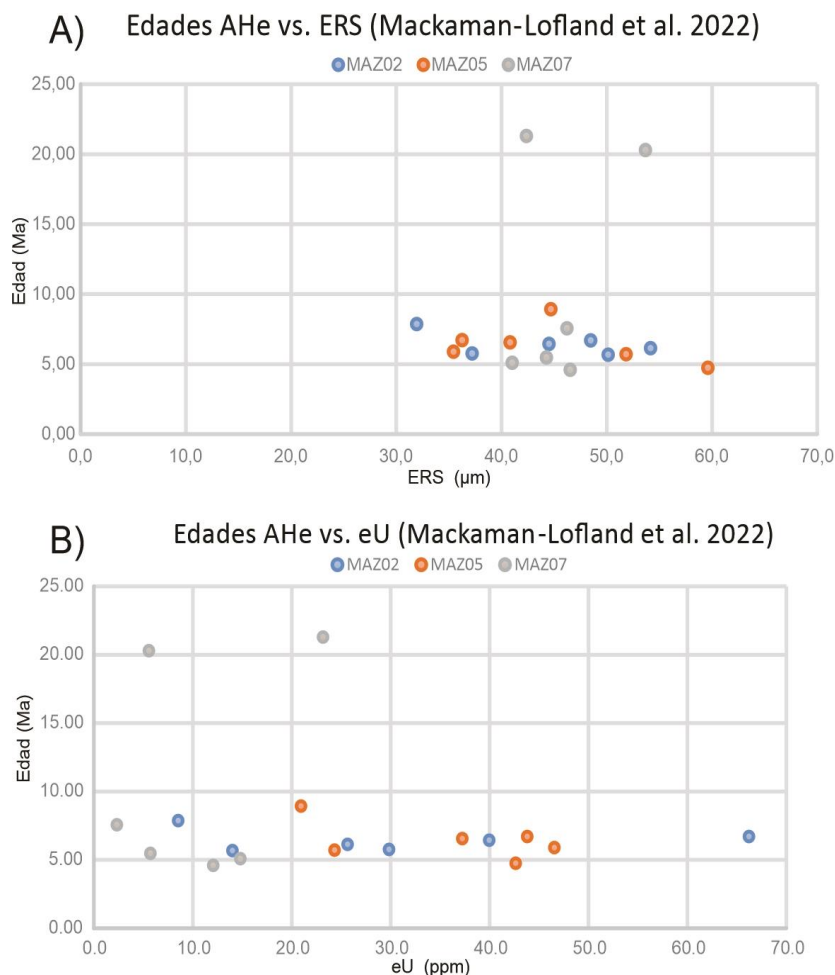 A) Edades AHe vs. ERS (Mackaman-Lofland et al. 2022)
MAZ02 MAZ05 MAZ07
25,00
20,00
15,00
10,00
5,00
0,00
Edad (Ma)
0,0 10,0 20,0 30,0 40,0 50,0 60,0 70,0
ERS (µm)
B) Edades AHe vs. eU (Mackaman-Lofland et al. 2022)
MAZ02 MAZ05 MAZ07
25.00
20.00
15.00
10.00
5.00
0.00
Edad (Ma)
0.0 10.0 20.0 30.0 40.0 50.0 60.0 70.0
eU (ppm)